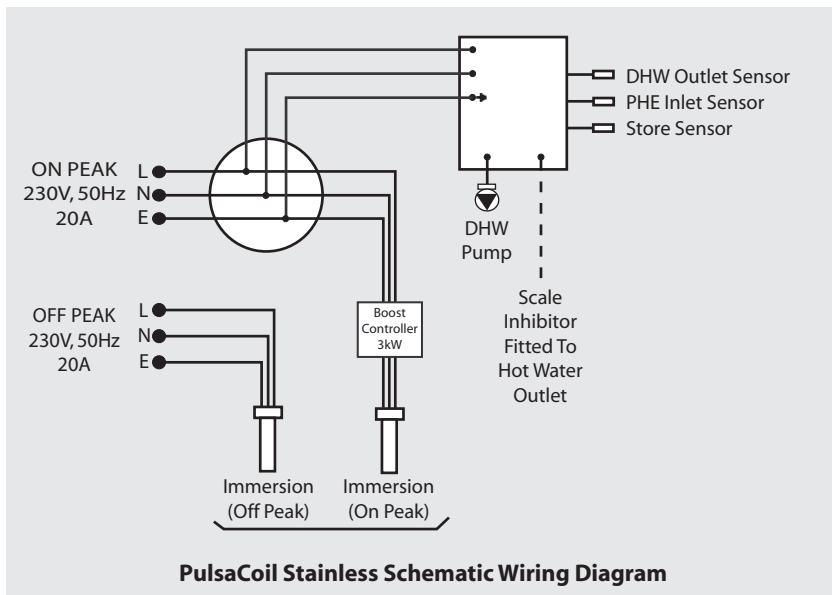 DHW Outlet Sensor
PHE Inlet Sensor
Store Sensor
ON PEAK
230V, 50Hz
20A
L
N
E
DHW
Pump
Scale
Inhibitor
Fitted To
Hot Water
Outlet
OFF PEAK
230V, 50Hz
20A
L
N
E
Boost
Controller
3kW
Immersion
(Off Peak)
Immersion
(On Peak)
PulsaCoil Stainless Schematic Wiring Diagram